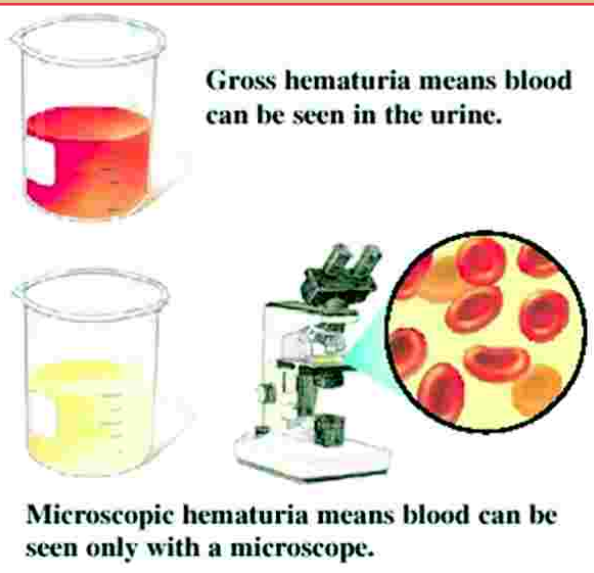 Gross hematuria means blood
can be seen in the urine.
Microscopic hematuria means blood can be
seen only with a microscope.